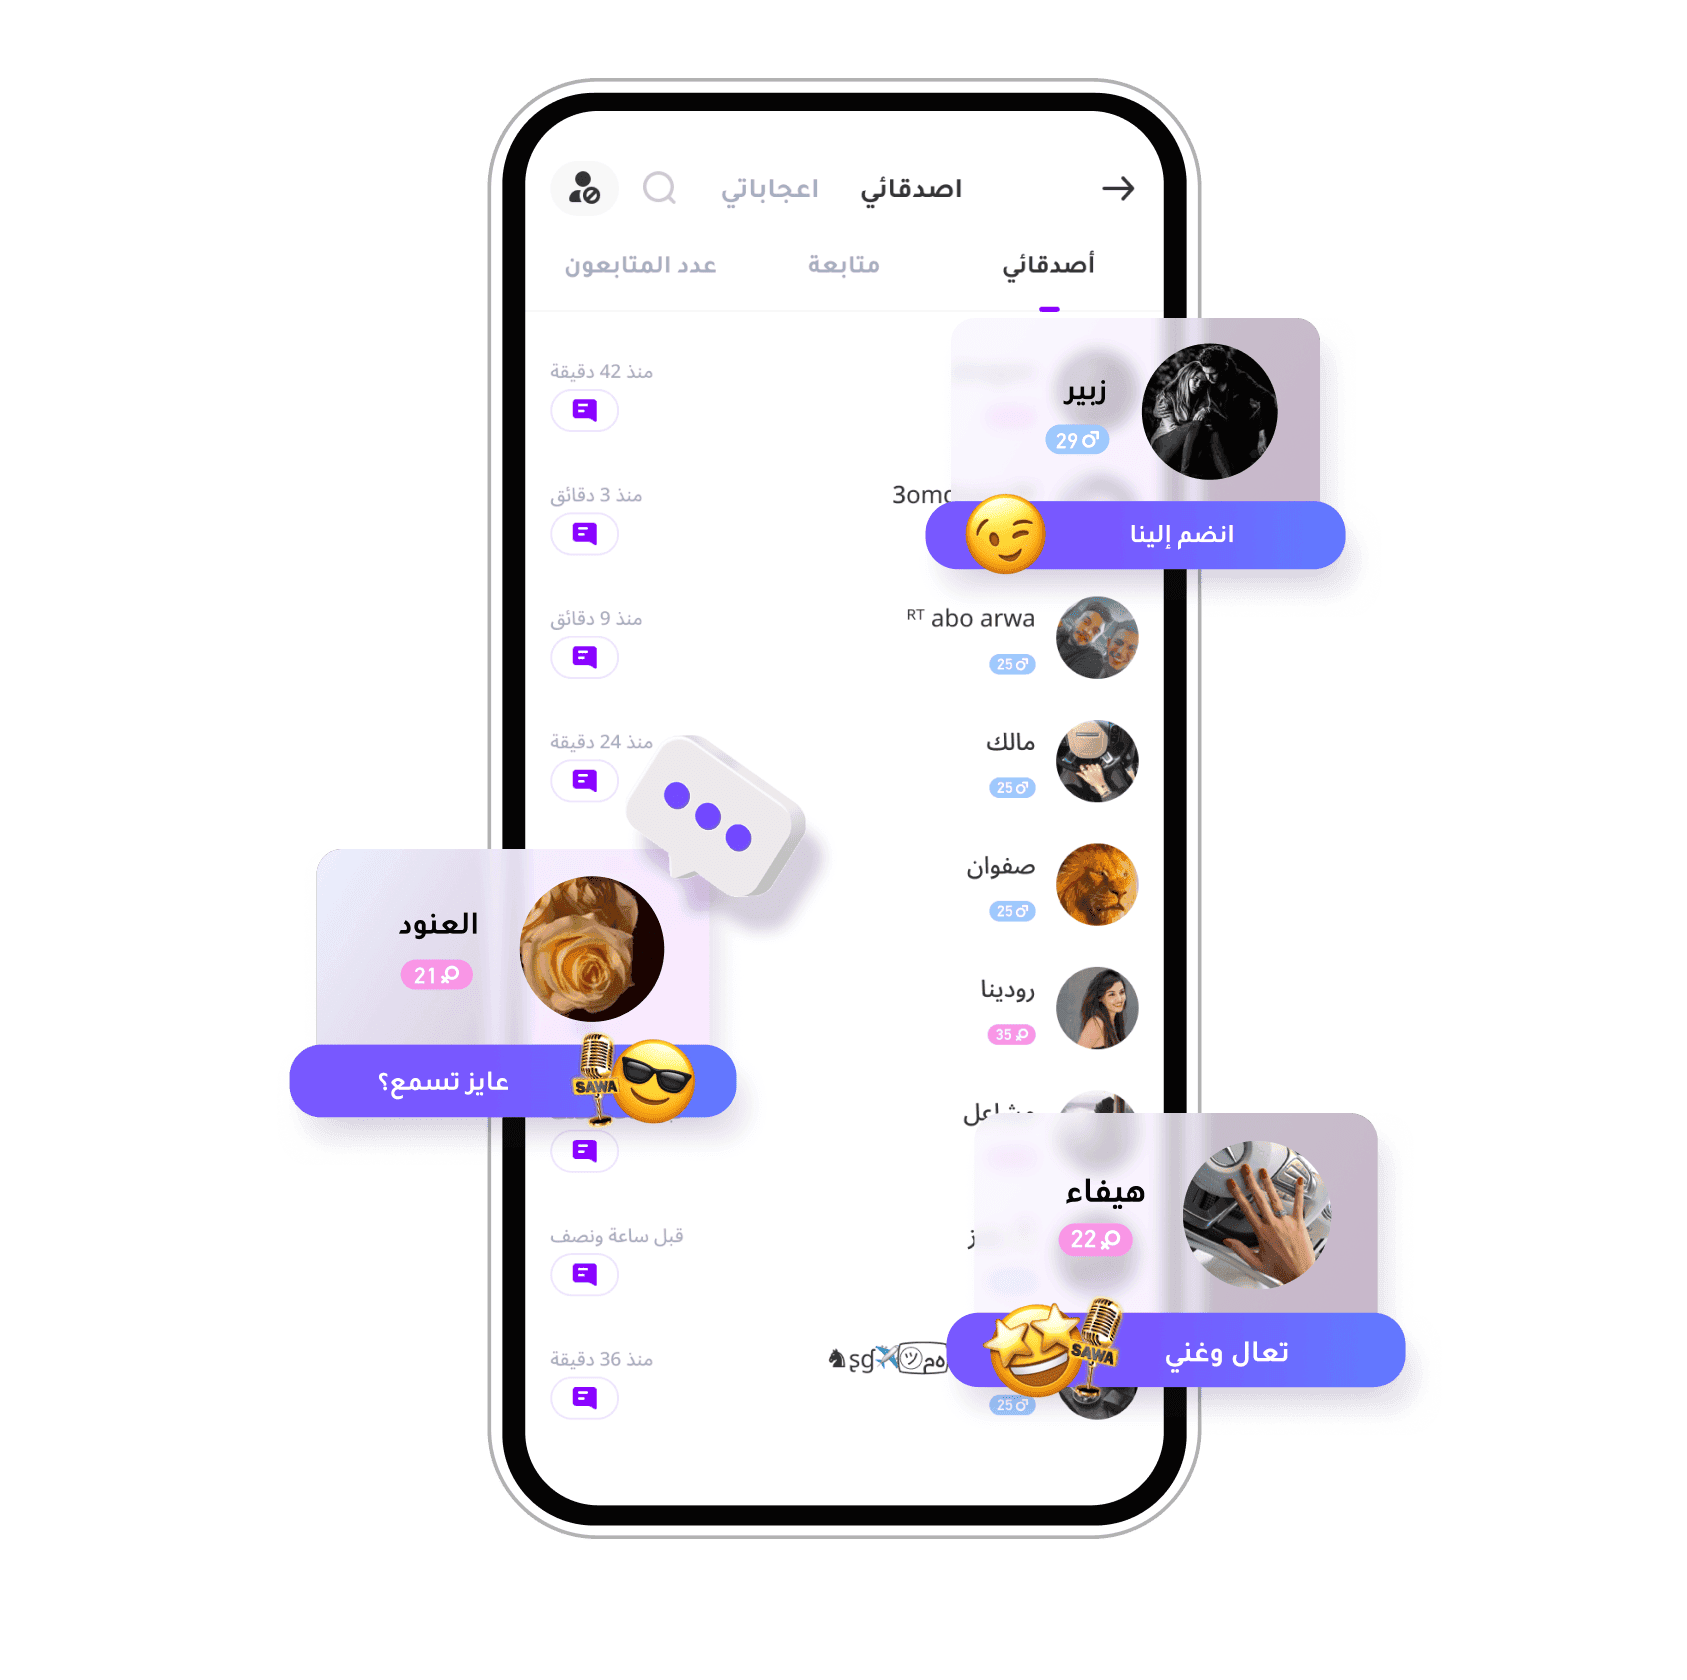 اصدقائي
اعجاباتي
أصدقائي
متابعة
عدد المتابعون
زبير
29
منذ 42 دقيقة
3omo
منذ 3 دقائق
انضم إلينا
ᴿᵀ abo arwa
25
منذ 9 دقائق
مالك
25
منذ 24 دقيقة
صفوان
25
العنود
21
رودينا
35
SAWA
عايز تسمع؟
مشاعل
هيفاء
22
قبل ساعة ونصف
SAWA
تعال وغني
منذ 36 دقيقة
25